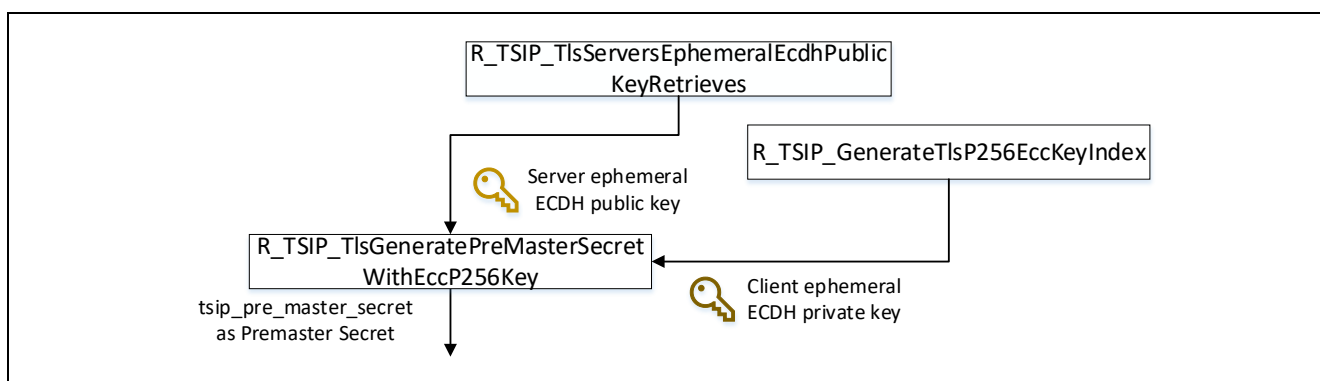 R_TSIP_TlsServersEphemeralEcdhPublic
KeyRetrieves
R_TSIP_GenerateTlsP256EccKeyIndex
Server ephemeral
ECDH public key
R_TSIP_TlsGeneratePreMasterSecret
WithEccP256Key
Client ephemeral
ECDH private key
tsip_pre_master_secret
as Premaster Secret